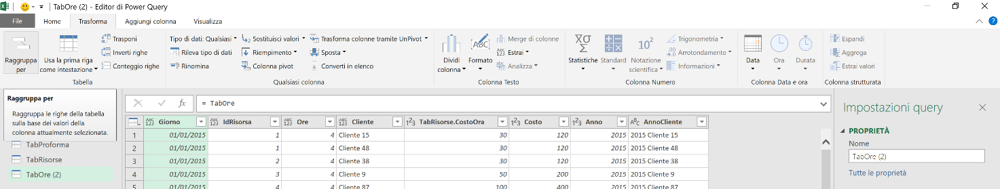 TabOre (2) - Editor di Power Query
File Home Trasforma Aggiungi colonna Visualizza
Raggruppa per
Usa la prima riga come intestazione
Trasponi
Inverti righe
Conteggio righe
Tabella
Tipo di dati: Qualsiasi
Rileva tipo di dati
Rinomina
Sostituisci valori
Riempimento
Colonna pivot
Trasforma colonne tramite UnPivot
Sposta
Converti in elenco
Qualsiasi colonna
Dividi colonna
Formato
Merge di colonne
Estrai
Analizza
Colonna Testo
Statistiche
Standard
Notazione scientifica
Trigonometria
Arrotondamento
Informazioni
Colonna Numero
Data
Ora
Durata
Colonna Data e ora
Espandi
Aggrega
Estrai valori
Colonna strutturata
Raggruppa per
Raggruppa le righe della tabella
sulla base dei valori della
colonna attualmente selezionata.
TabProforma
TabRisorse
TabOre (2)
fx = TabOre
Giorno IdRisorsa Ore Cliente TabRisorse.CostoOra Costo Anno AnnoCliente
1 01/01/2015 1 4 Cliente 15 30 120 2015 2015 Cliente 15
2 01/01/2015 1 4 Cliente 48 30 120 2015 2015 Cliente 48
3 01/01/2015 2 4 Cliente 38 30 120 2015 2015 Cliente 38
4 01/01/2015 3 4 Cliente 9 50 200 2015 2015 Cliente 9
5 01/01/2015 4 4 Cliente 87 100 400 2015 2015 Cliente 87
Impostazioni query
PROPRIETÀ
Nome
TabOre (2)
Tutte le proprietà